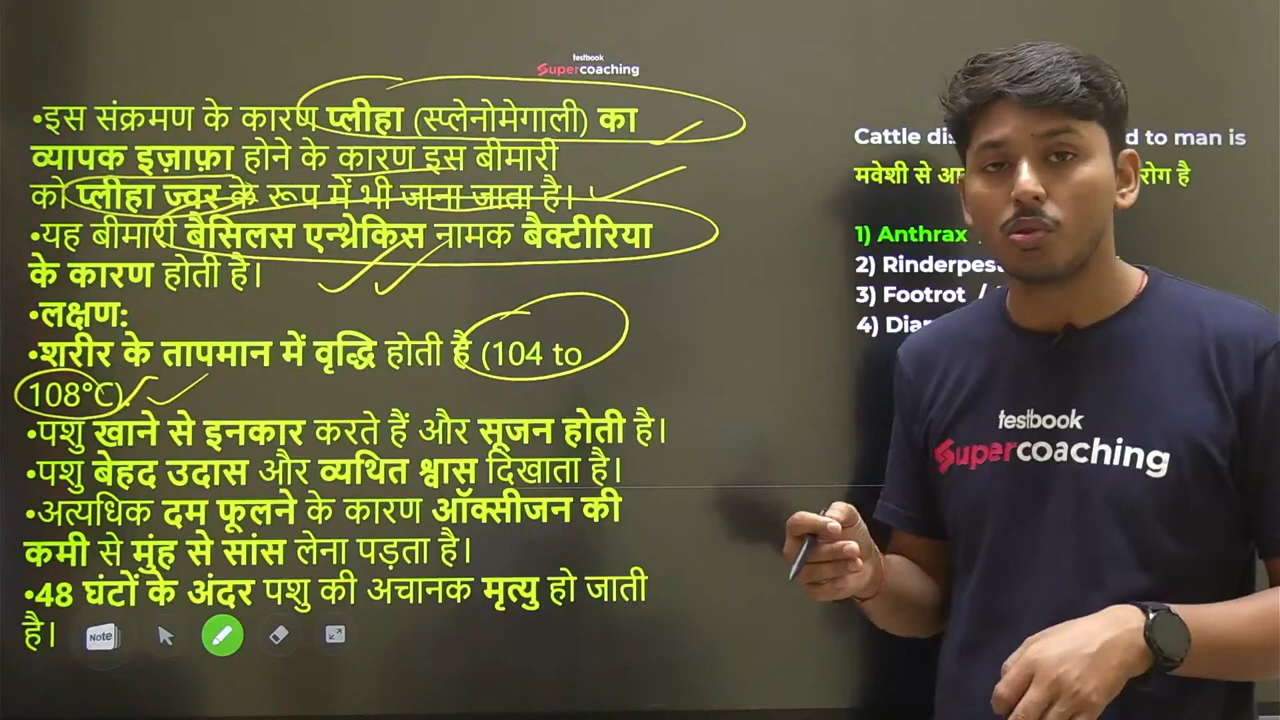 testbook
Supercoaching
•इस संक्रमण के कारण प्लीहा (स्प्लेनोमेगाली) का
व्यापक इज़ाफ़ा होने के कारण इस बीमारी
को प्लीहा ज्वर के रूप में भी जाना जाता है।
•यह बीमारी बैसिलस एन्थ्रेकिस नामक बैक्टीरिया
के कारण होती है।
•लक्षण:
•शरीर के तापमान में वृद्धि होती है (104 to
108°C).
•पशु खाने से इनकार करते हैं और सूजन होती है।
•पशु बेहद उदास और व्यथित श्वास दिखाता है।
•अत्यधिक दम फूलने के कारण ऑक्सीजन की
कमी से मुंह से सांस लेना पड़ता है।
•48 घंटों के अंदर पशु की अचानक मृत्यु हो जाती
है।
Note
Cattle to man is
मवेशी से रोग है
1) Anthrax
2) Rinderpest
3) Footrot /
4)
testbook
Supercoaching